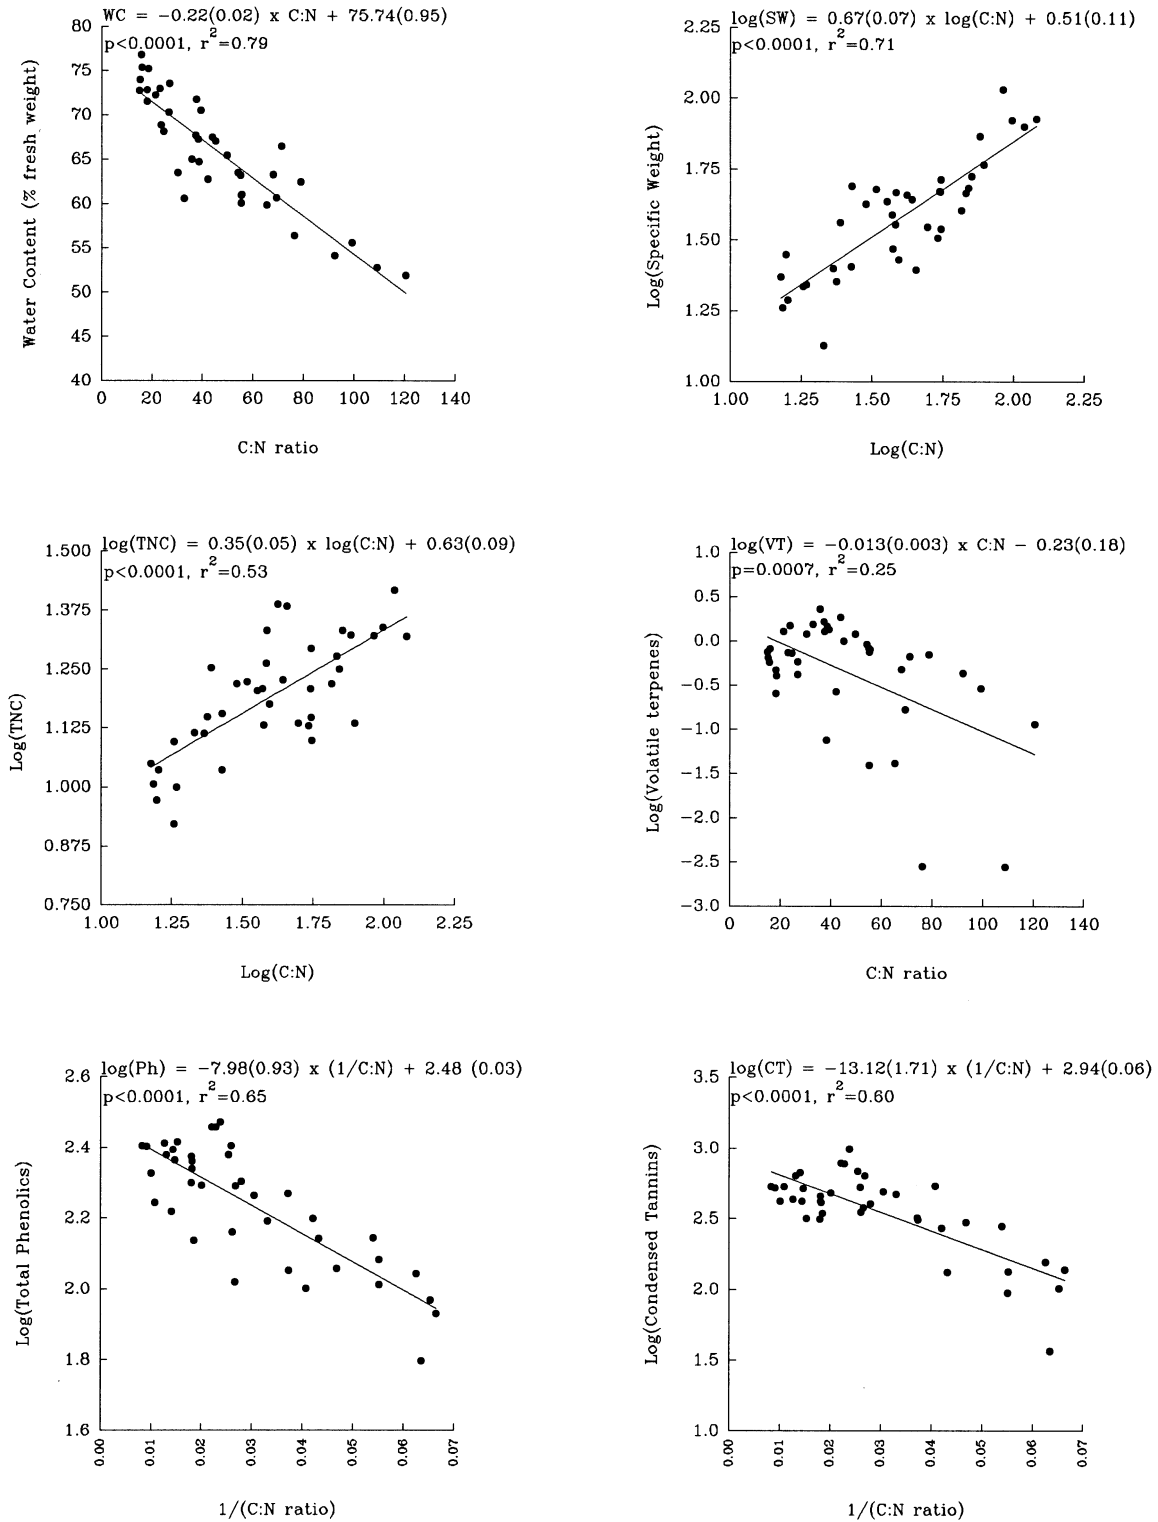 WC = −0.22(0.02) x C:N + 75.74(0.95)
p<0.0001, r²=0.79
80
75
70
65
60
55
50
45
40
Water Content (% fresh weight)
0 20 40 60 80 100 120 140
C:N ratio
log(SW) = 0.67(0.07) x log(C:N) + 0.51(0.11)
p<0.0001, r²=0.71
2.25
2.00
1.75
1.50
1.25
1.00
Log(Specific Weight)
1.00 1.25 1.50 1.75 2.00 2.25
Log(C:N)
log(TNC) = 0.35(0.05) x log(C:N) + 0.63(0.09)
p<0.0001, r²=0.53
1.500
1.375
1.250
1.125
1.000
0.875
0.750
Log(TNC)
1.00 1.25 1.50 1.75 2.00 2.25
Log(C:N)
log(VT) = −0.013(0.003) x C:N − 0.23(0.18)
p=0.0007, r²=0.25
1.0
0.5
0.0
−0.5
−1.0
−1.5
−2.0
−2.5
−3.0
Log(Volatile terpenes)
0 20 40 60 80 100 120 140
C:N ratio
log(Ph) = −7.98(0.93) x (1/C:N) + 2.48 (0.03)
p<0.0001, r²=0.65
2.6
2.4
2.2
2.0
1.8
1.6
Log(Total Phenolics)
0.00 0.01 0.02 0.03 0.04 0.05 0.06 0.07
1/(C:N ratio)
log(CT) = −13.12(1.71) x (1/C:N) + 2.94(0.06)
p<0.0001, r²=0.60
3.5
3.0
2.5
2.0
1.5
1.0
Log(Condensed Tannins)
0.00 0.01 0.02 0.03 0.04 0.05 0.06 0.07
1/(C:N ratio)